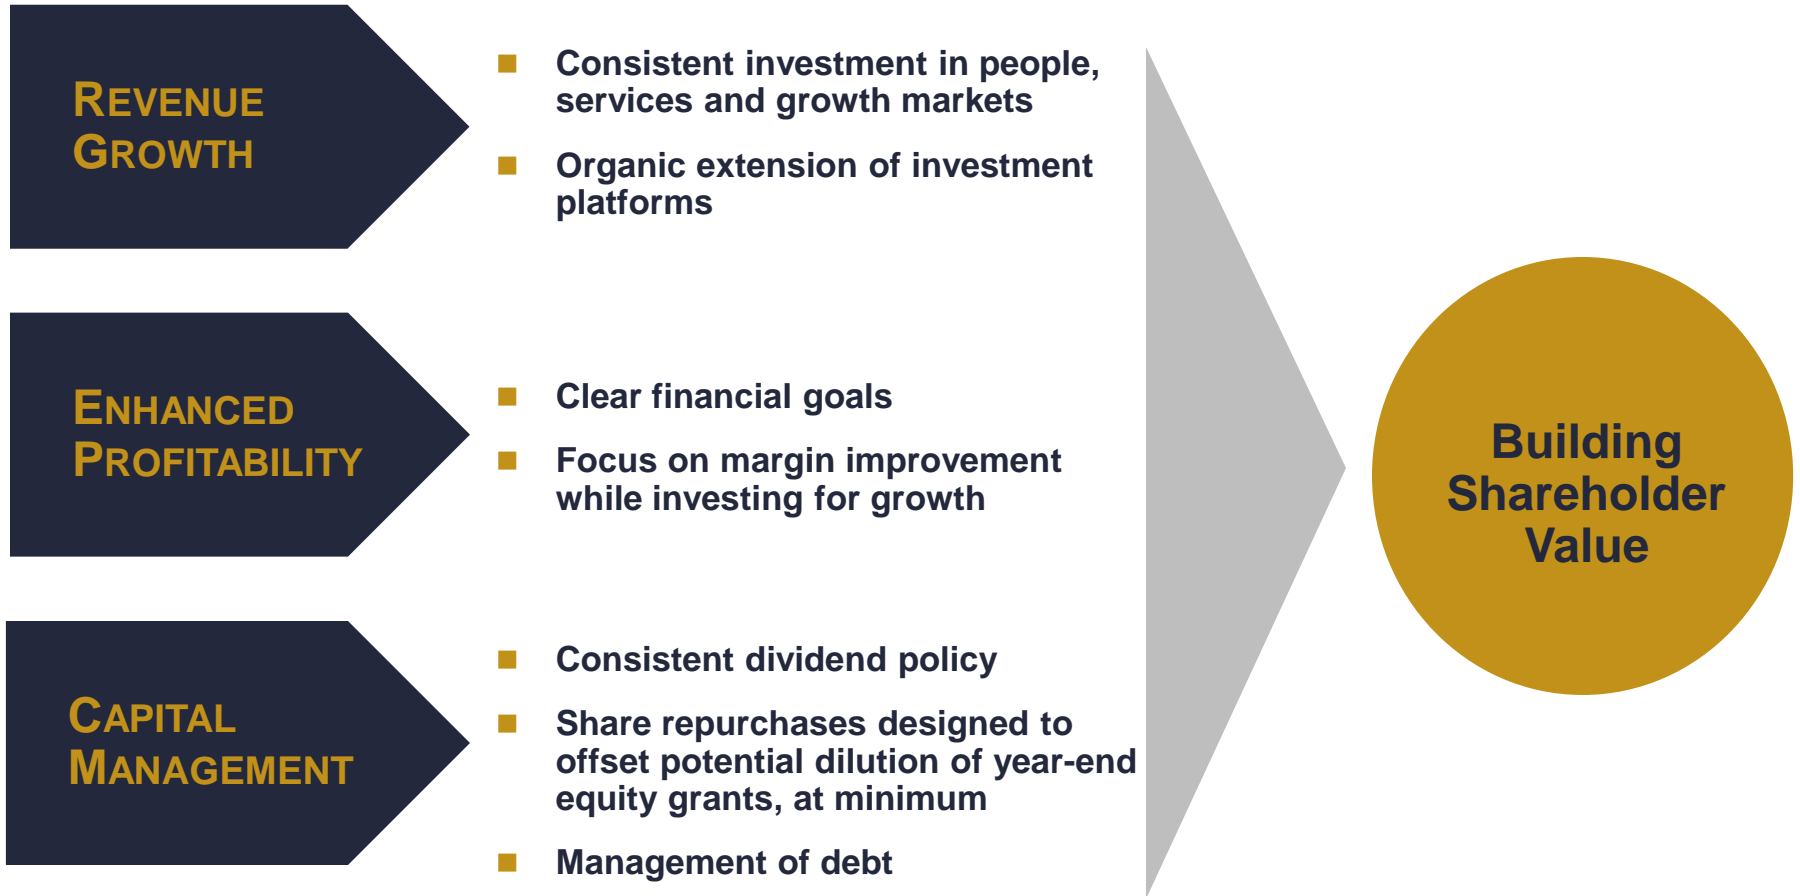 REVENUE
GROWTH
Consistent investment in people,
services and growth markets
Organic extension of investment
platforms
ENHANCED
PROFITABILITY
Clear financial goals
Focus on margin improvement
while investing for growth
CAPITAL
MANAGEMENT
Consistent dividend policy
Share repurchases designed to
offset potential dilution of year-end
equity grants, at minimum
Management of debt
Building
Shareholder
Value